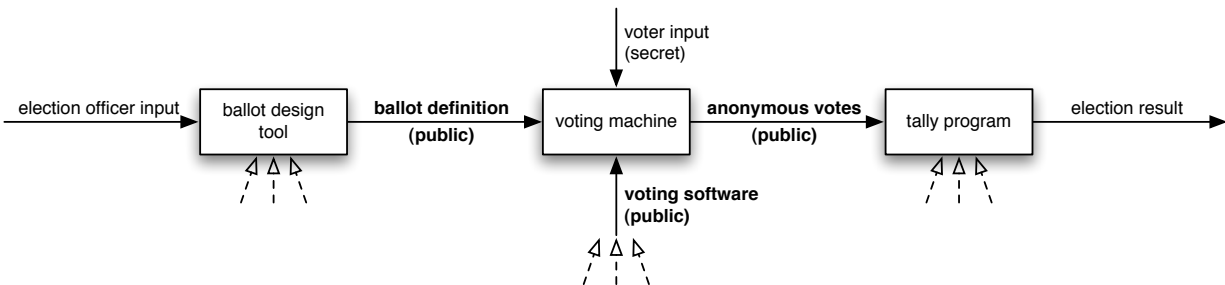 voter input
(secret)
election officer input
ballot design
tool
ballot definition
(public)
voting machine
anonymous votes
(public)
tally program
election result
voting software
(public)